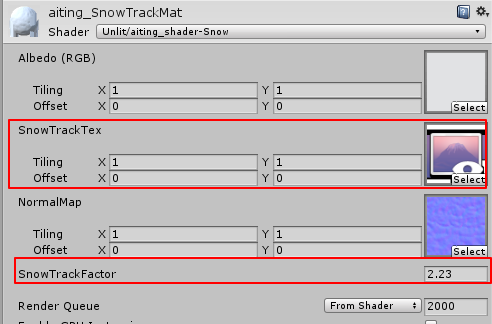 aiting_SnowTrackMat
Shader Unlit/aiting_shader-Snow
Albedo (RGB)
Tiling X 1 Y 1
Offset X 0 Y 0
Select
SnowTrackTex
Tiling X 1 Y 1
Offset X 0 Y 0
Select
NormalMap
Tiling X 1 Y 1
Offset X 0 Y 0
Select
SnowTrackFactor 2.23
Render Queue From Shader 2000